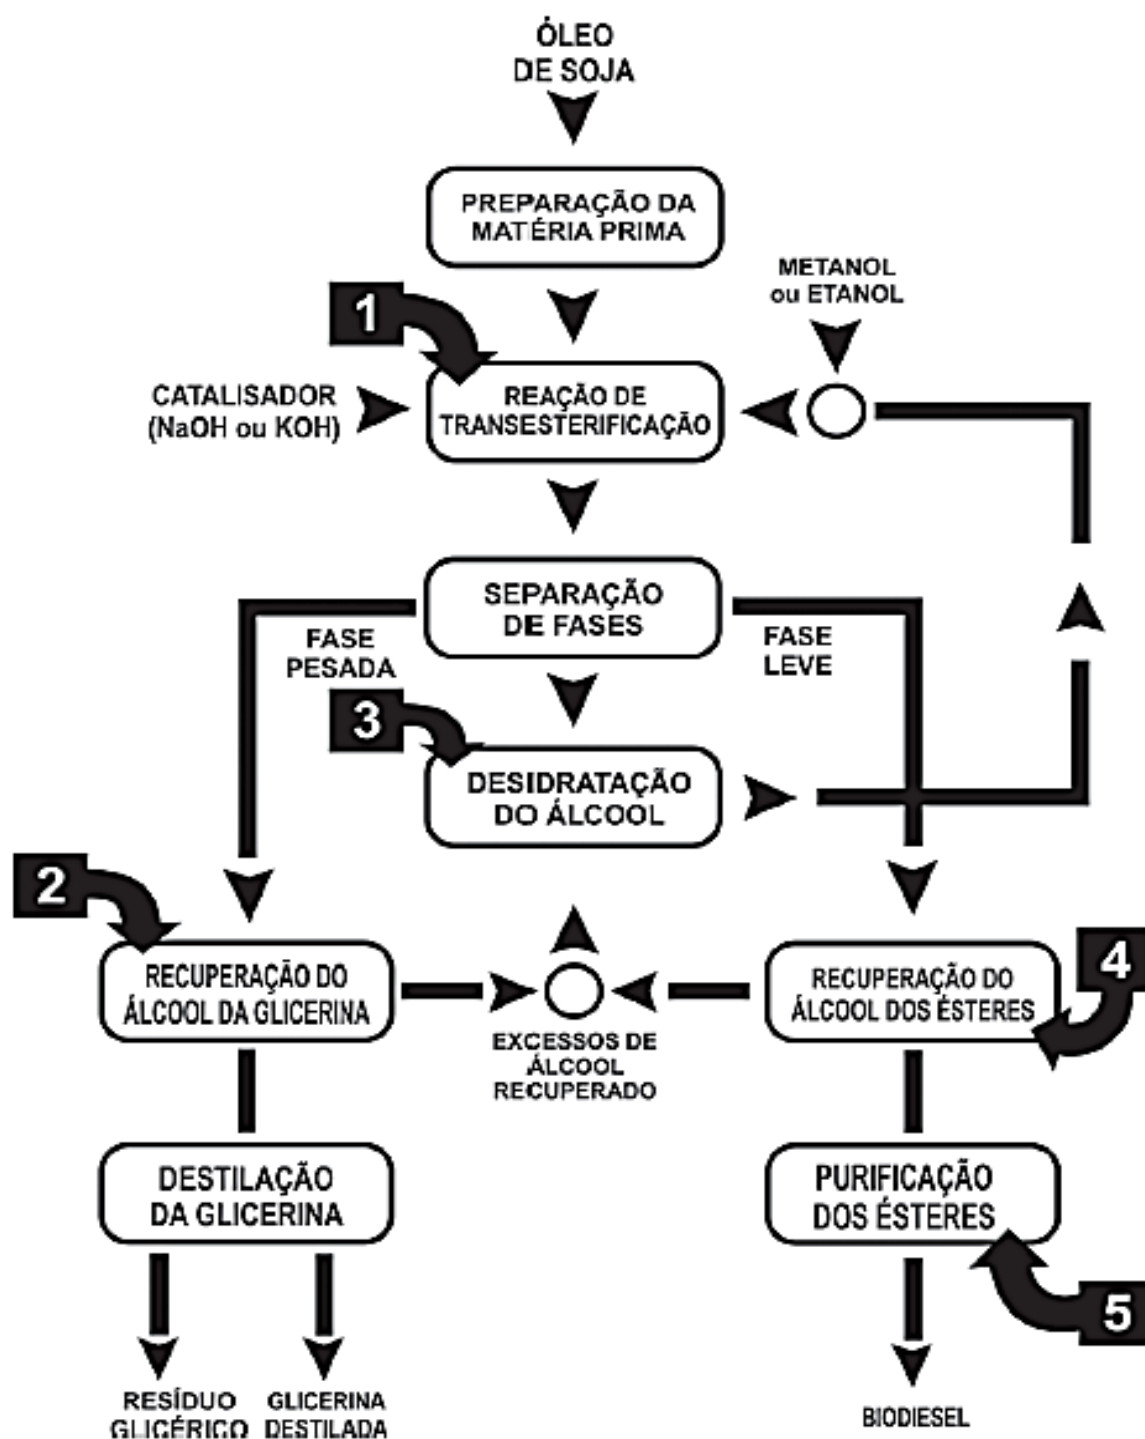 ÓLEO
DE SOJA
PREPARAÇÃO DA
MATÉRIA PRIMA
METANOL
ou ETANOL
1
CATALISADOR
(NaOH ou KOH)
REAÇÃO DE
TRANSESTERIFICAÇÃO
SEPARAÇÃO
DE FASES
FASE
PESADA
FASE
LEVE
3
DESIDRATAÇÃO
DO ÁLCOOL
2
RECUPERAÇÃO DO
ÁLCOOL DA GLICERINA
EXCESSOS DE
ÁLCOOL
RECUPERADO
4
RECUPERAÇÃO DO
ÁLCOOL DOS ÉSTERES
DESTILAÇÃO
DA GLICERINA
PURIFICAÇÃO
DOS ÉSTERES
5
RESÍDUO
GLICÉRICO
GLICERINA
DESTILADA
BIODIESEL